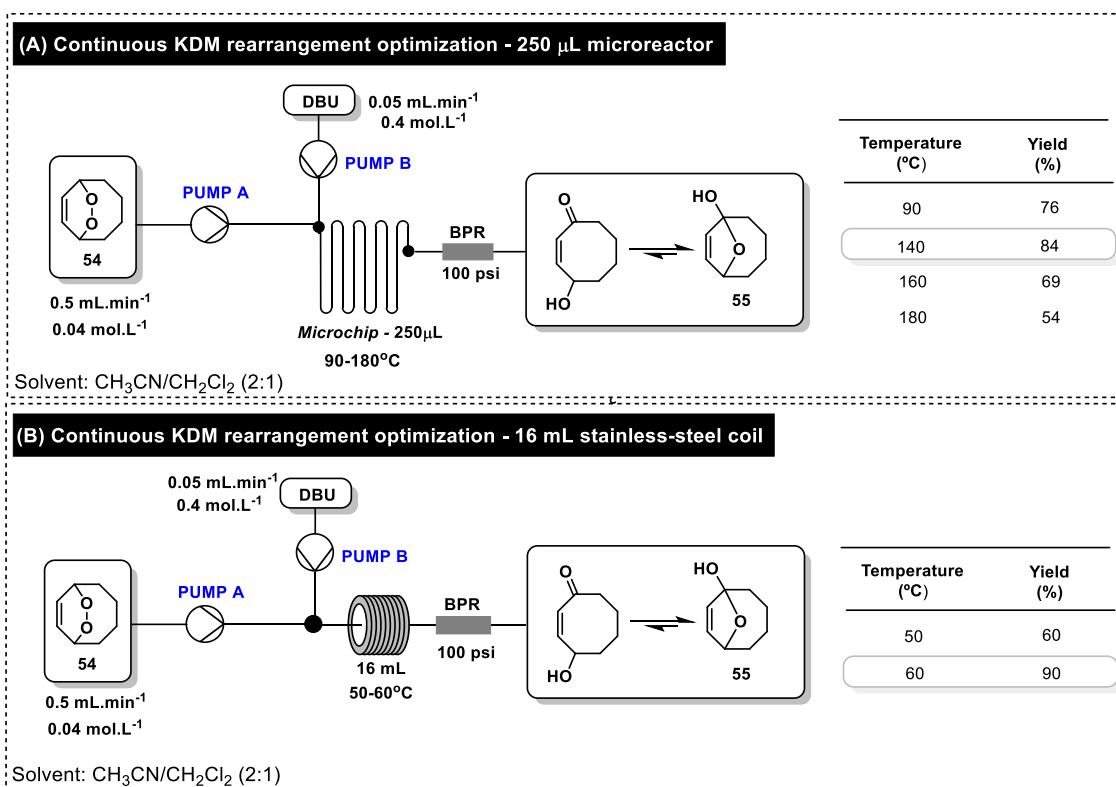 (A) Continuous KDM rearrangement optimization - 250 µL microreactor
DBU
0.05 mL.min⁻¹
0.4 mol.L⁻¹
PUMP B
PUMP A
O
O
54
0.5 mL.min⁻¹
0.04 mol.L⁻¹
Microchip - 250µL
90-180ºC
BPR
100 psi
O
HO
HO
O
55
Temperature (ºC) Yield (%)
90 76
140 84
160 69
180 54
Solvent: CH₃CN/CH₂Cl₂ (2:1)
(B) Continuous KDM rearrangement optimization - 16 mL stainless-steel coil
0.05 mL.min⁻¹
0.4 mol.L⁻¹
DBU
PUMP B
PUMP A
O
O
54
0.5 mL.min⁻¹
0.04 mol.L⁻¹
16 mL
50-60ºC
BPR
100 psi
O
HO
HO
O
55
Temperature (ºC) Yield (%)
50 60
60 90
Solvent: CH₃CN/CH₂Cl₂ (2:1)